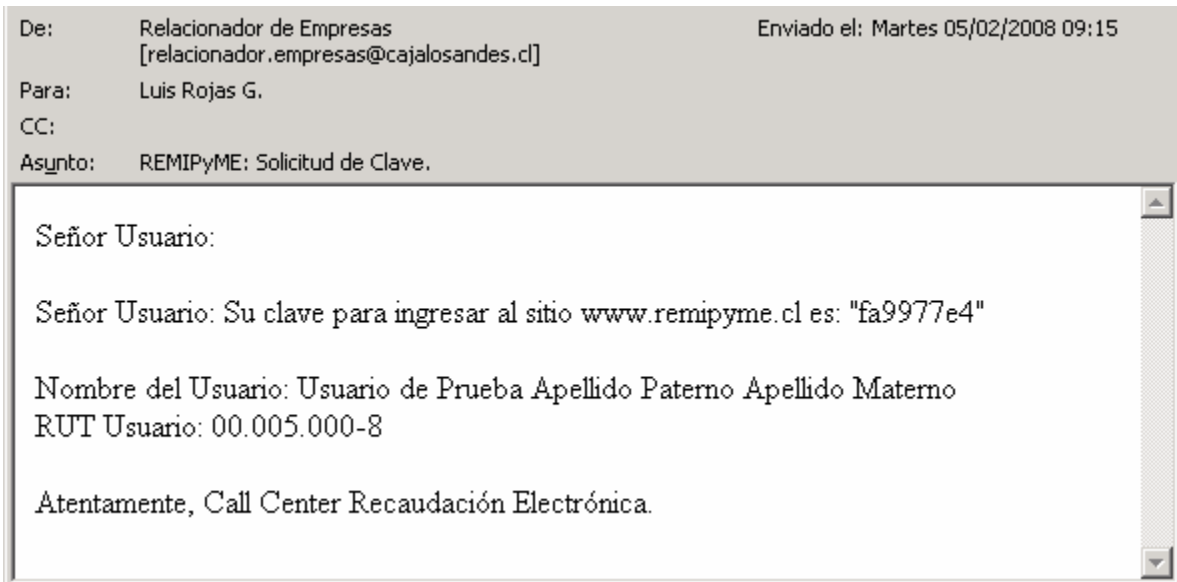 De: Relacionador de Empresas Enviado el: Martes 05/02/2008 09:15
[relacionador.empresas@cajalosandes.cl]
Para: Luis Rojas G.
CC:
Asunto: REMIPyME: Solicitud de Clave.
Señor Usuario:
Señor Usuario: Su clave para ingresar al sitio www.remipyme.cl es: "fa9977e4"
Nombre del Usuario: Usuario de Prueba Apellido Paterno Apellido Materno
RUT Usuario: 00.005.000-8
Atentamente, Call Center Recaudación Electrónica.